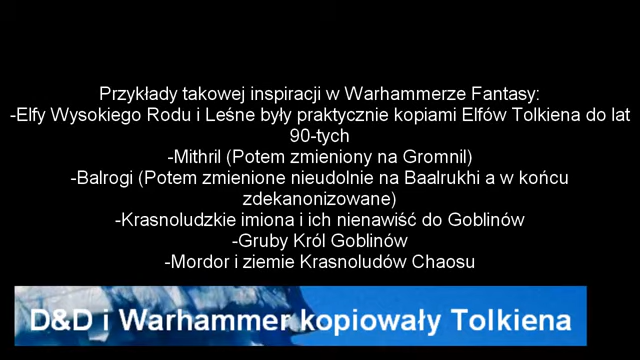 Przykłady takowej inspiracji w Warhammerze Fantasy:
-Elfy Wysokiego Rodu i Leśne były praktycznie kopiami Elfów Tolkiena do lat
90-tych
-Mithril (Potem zmieniony na Gromnil)
-Balrogi (Potem zmienione nieudolnie na Baalrukhi a w końcu
zdekanonizowane)
-Krasnoludzkie imiona i ich nienawiść do Goblinów
-Gruby Król Goblinów
-Mordor i ziemie Krasnoludów Chaosu
D&D i Warhammer kopiowały Tolkiena